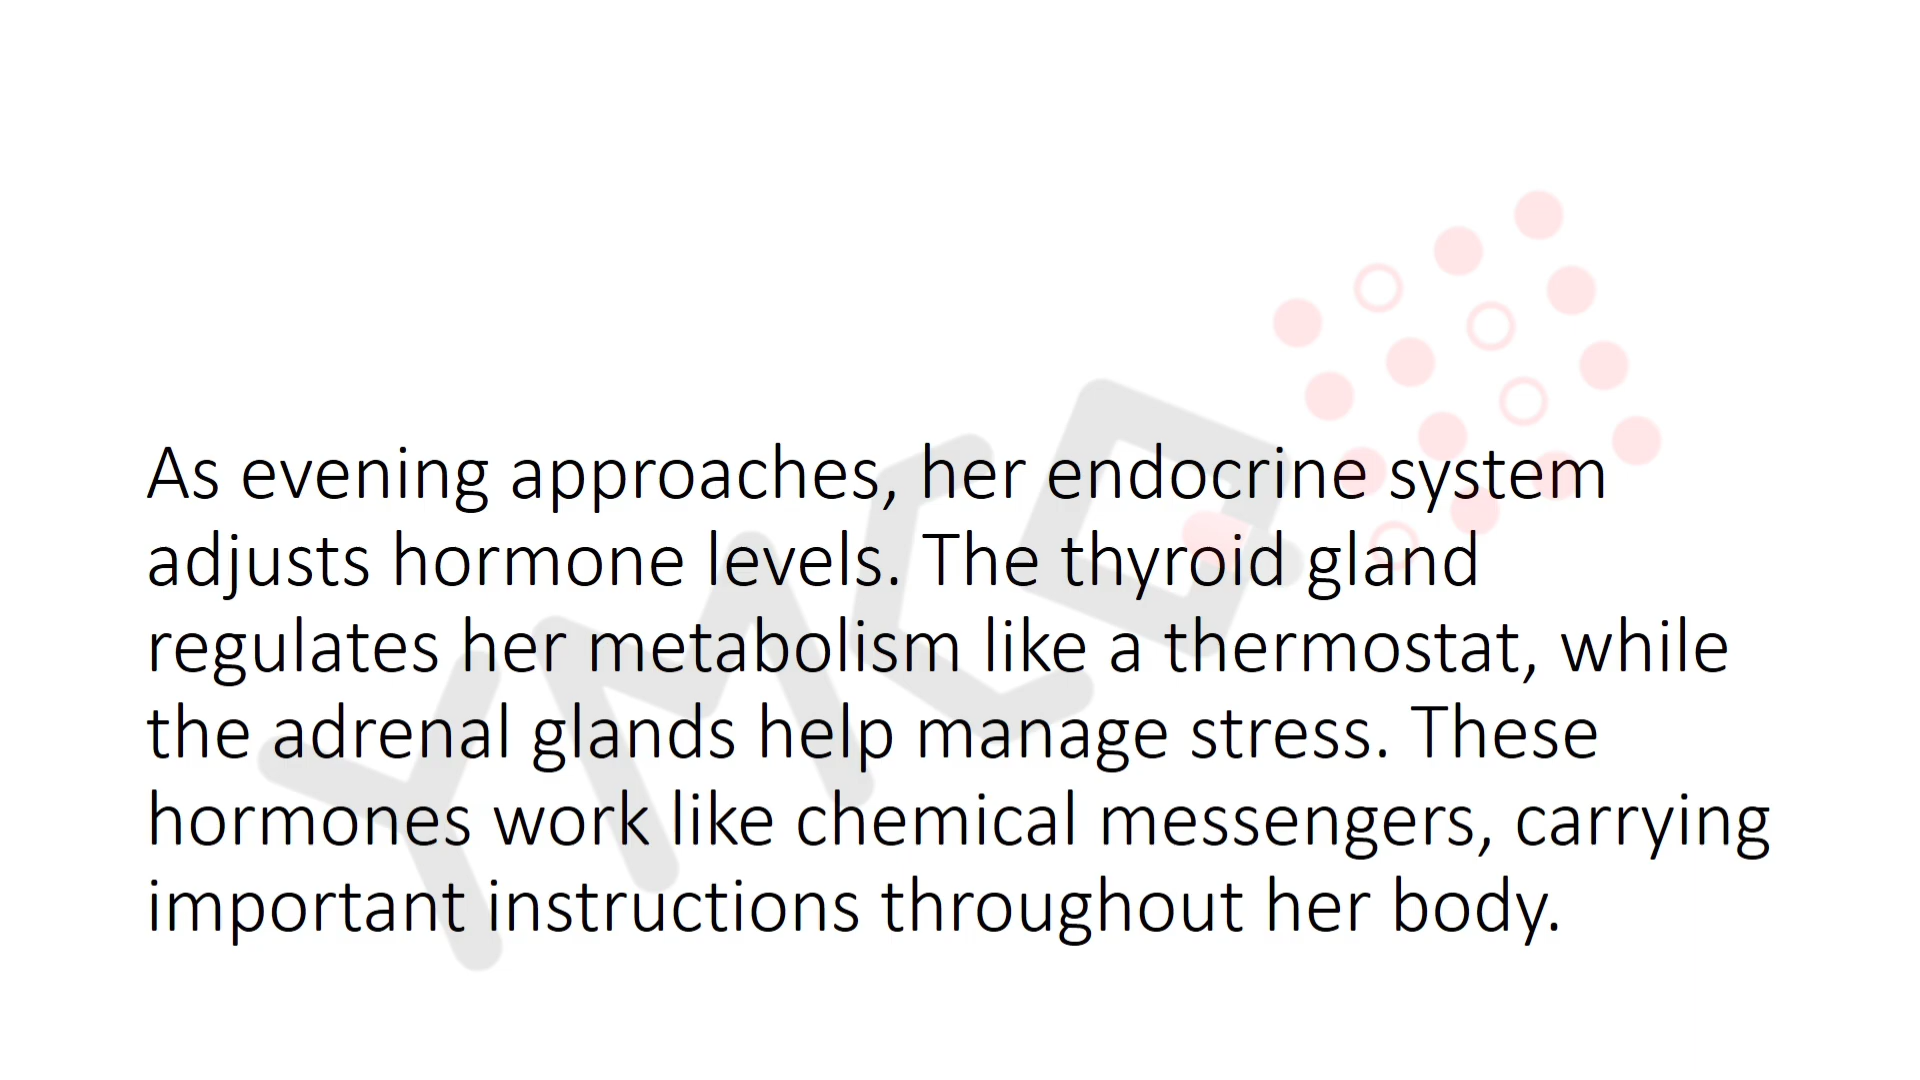 As evening approaches, her endocrine system
adjusts hormone levels. The thyroid gland
regulates her metabolism like a thermostat, while
the adrenal glands help manage stress. These
hormones work like chemical messengers, carrying
important instructions throughout her body.
YMCD